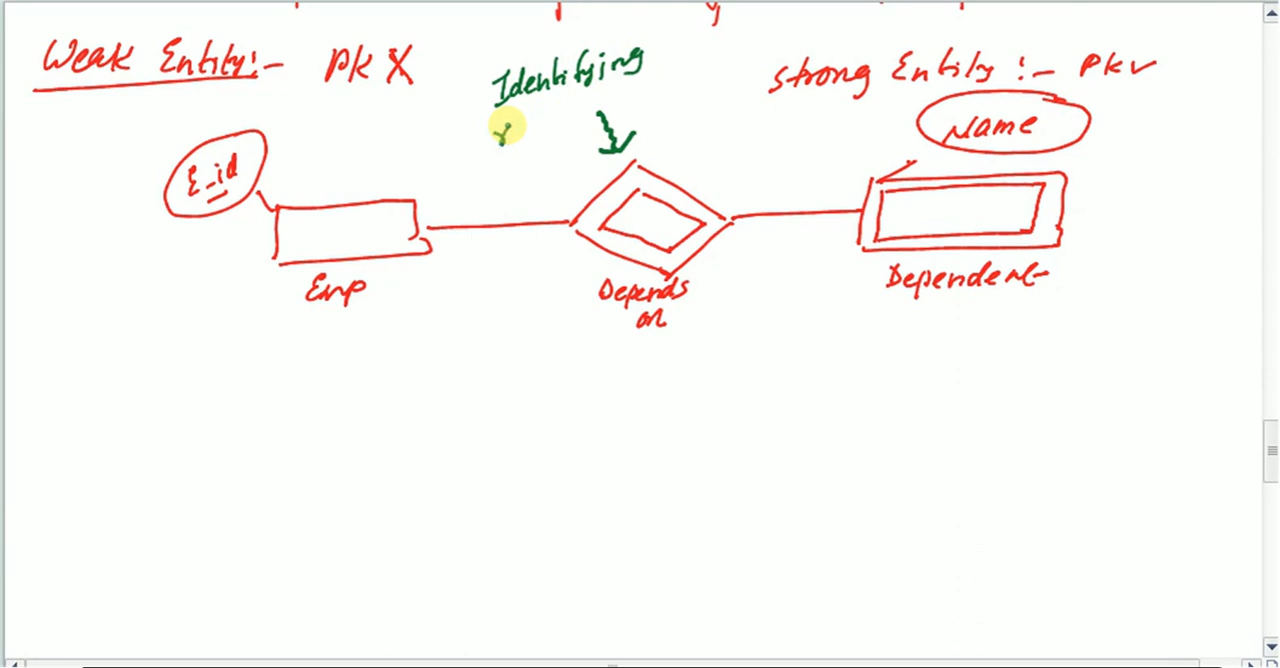 Weak Entity:- PK X
Identifying
r
strong Entity :- PK✓
Name
E_id
Emp
Depends
on
Dependent